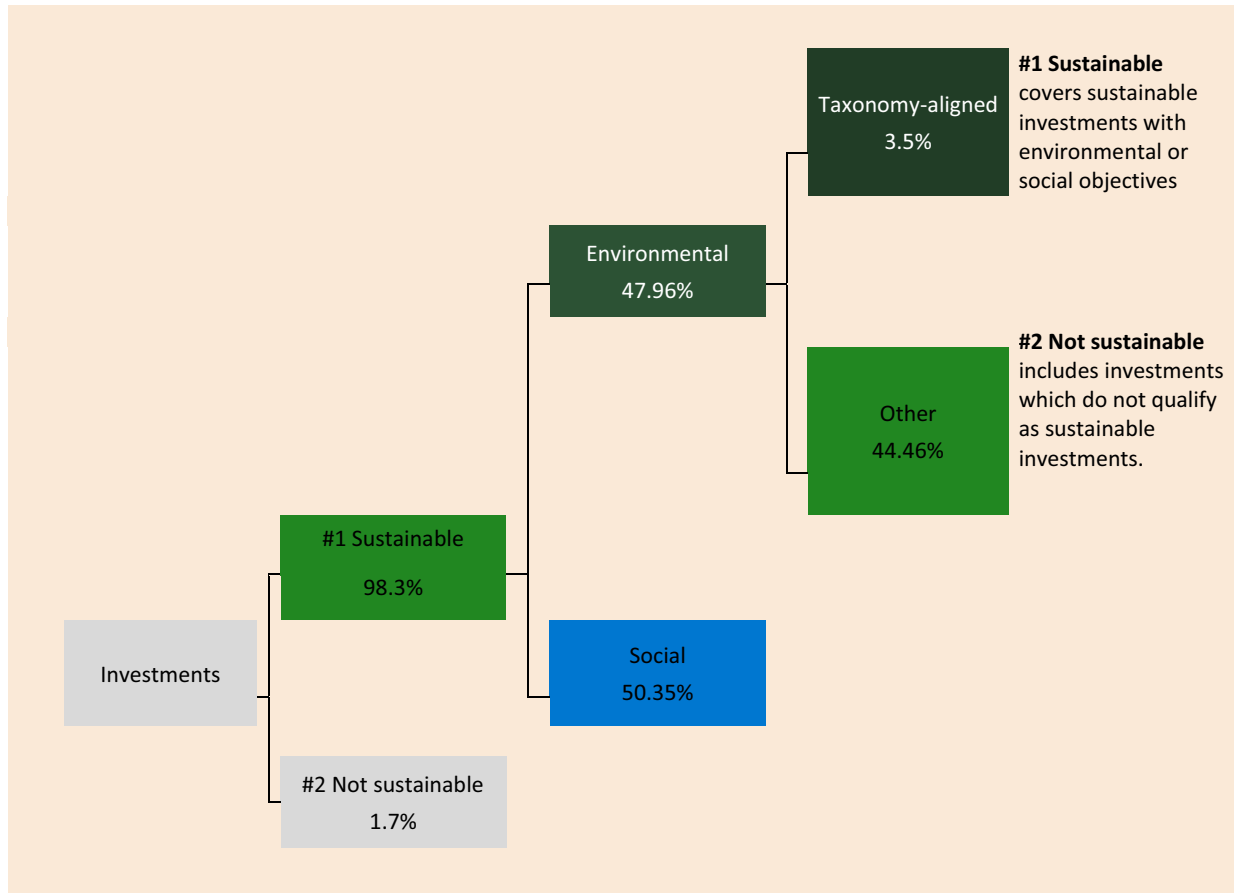 Taxonomy-aligned
3.5%
#1 Sustainable
covers sustainable
investments with
environmental or
social objectives
Environmental
47.96%
Other
44.46%
#2 Not sustainable
includes investments
which do not qualify
as sustainable
investments.
#1 Sustainable
98.3%
Investments
Social
50.35%
#2 Not sustainable
1.7%